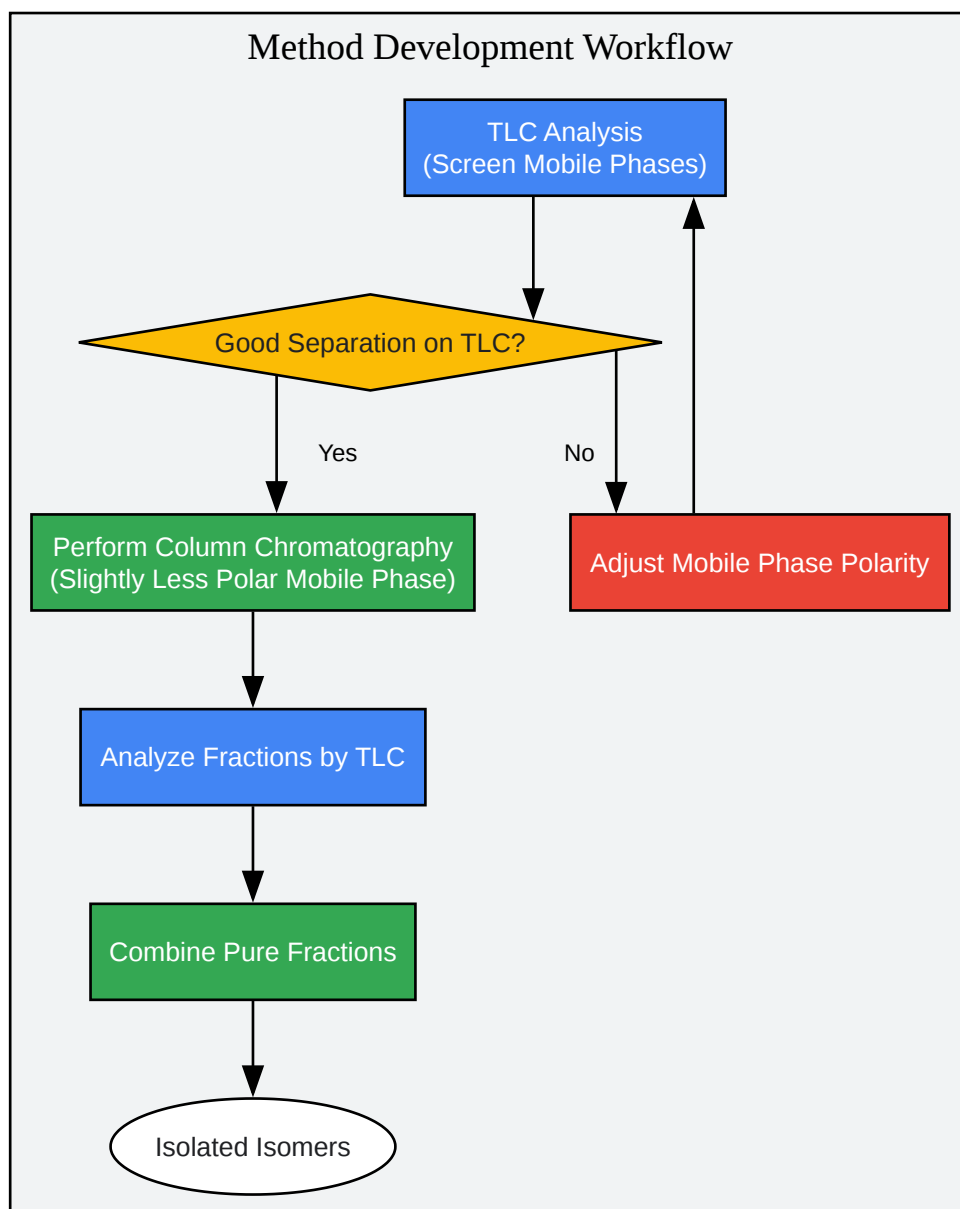 Method Development Workflow
TLC Analysis
(Screen Mobile Phases)
Good Separation on TLC?
Yes
No
Perform Column Chromatography
(Slightly Less Polar Mobile Phase)
Adjust Mobile Phase Polarity
Analyze Fractions by TLC
Combine Pure Fractions
Isolated Isomers